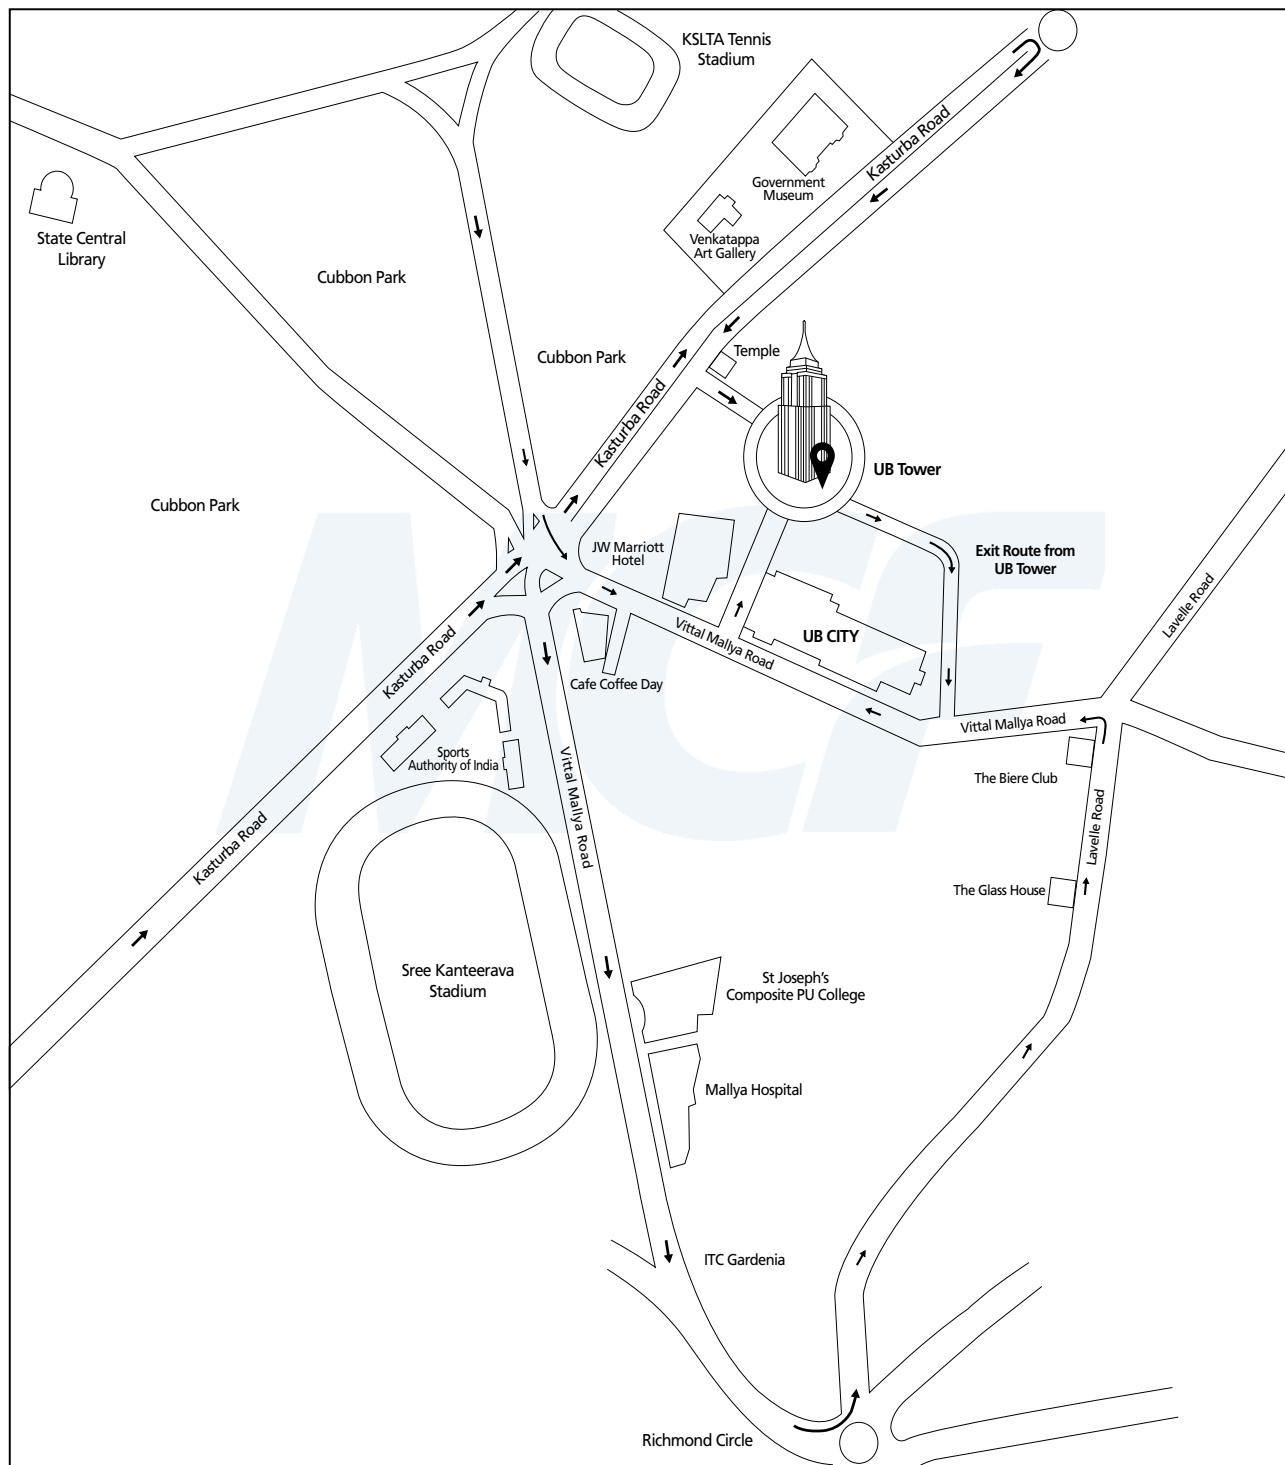 KSLTA Tennis
Stadium
Kasturba Road
Government
Museum
State Central
Library
Venkatappa
Art Gallery
Cubbon Park
Cubbon Park
Temple
Kasturba Road
UB Tower
Cubbon Park
JW Marriott
Hotel
Exit Route from
UB Tower
Lavelle Road
UB CITY
Vittal Mallya Road
Kasturba Road
Cafe Coffee Day
Vittal Mallya Road
Sports
Authority of India
The Biere Club
Vittal Mallya Road
Lavelle Road
Kasturba Road
The Glass House
Sree Kanteerava
Stadium
St Joseph's
Composite PU College
Mallya Hospital
ITC Gardenia
Richmond Circle
MCF